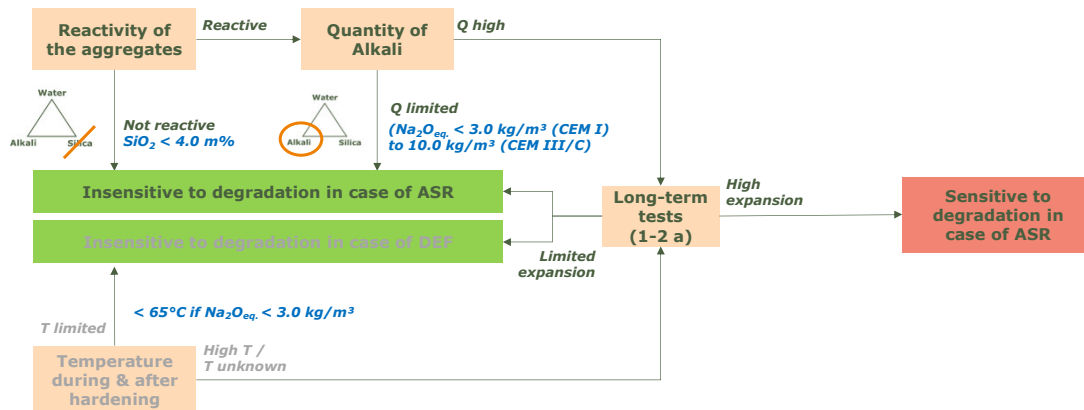 Reactivity of
the aggregates
Reactive
Quantity of
Alkali
Q high
Water
Alkali
Silica
Not reactive
SiO₂ < 4.0 m%
Water
Alkali
Silica
Q limited
(Na₂Oeq. < 3.0 kg/m³ (CEM I)
to 10.0 kg/m³ (CEM III/C)
Insensitive to degradation in case of ASR
Insensitive to degradation in case of DEF
Long-term
tests
(1-2 a)
High
expansion
Sensitive to
degradation in
case of ASR
Limited
expansion
< 65°C if Na₂Oeq. < 3.0 kg/m³
T limited
High T /
T unknown
Temperature
during & after
hardening